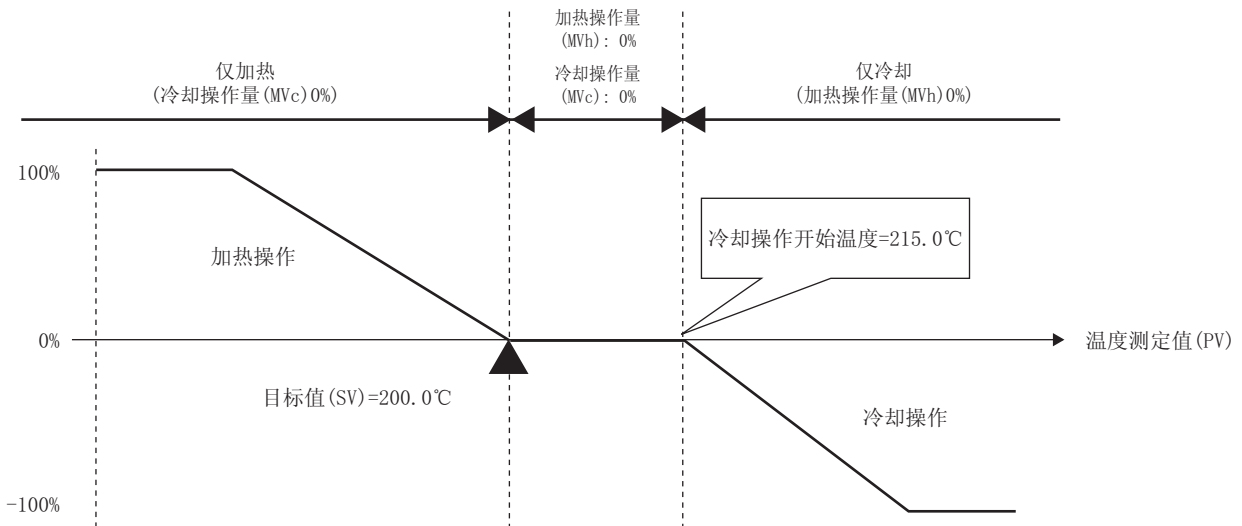 加热操作量
(MVh): 0%
冷却操作量
(MVc): 0%
仅加热
(冷却操作量(MVc)0%)
仅冷却
(加热操作量(MVh)0%)
100%
加热操作
冷却操作开始温度=215.0℃
0%
温度测定值(PV)
目标值(SV)=200.0℃
冷却操作
-100%